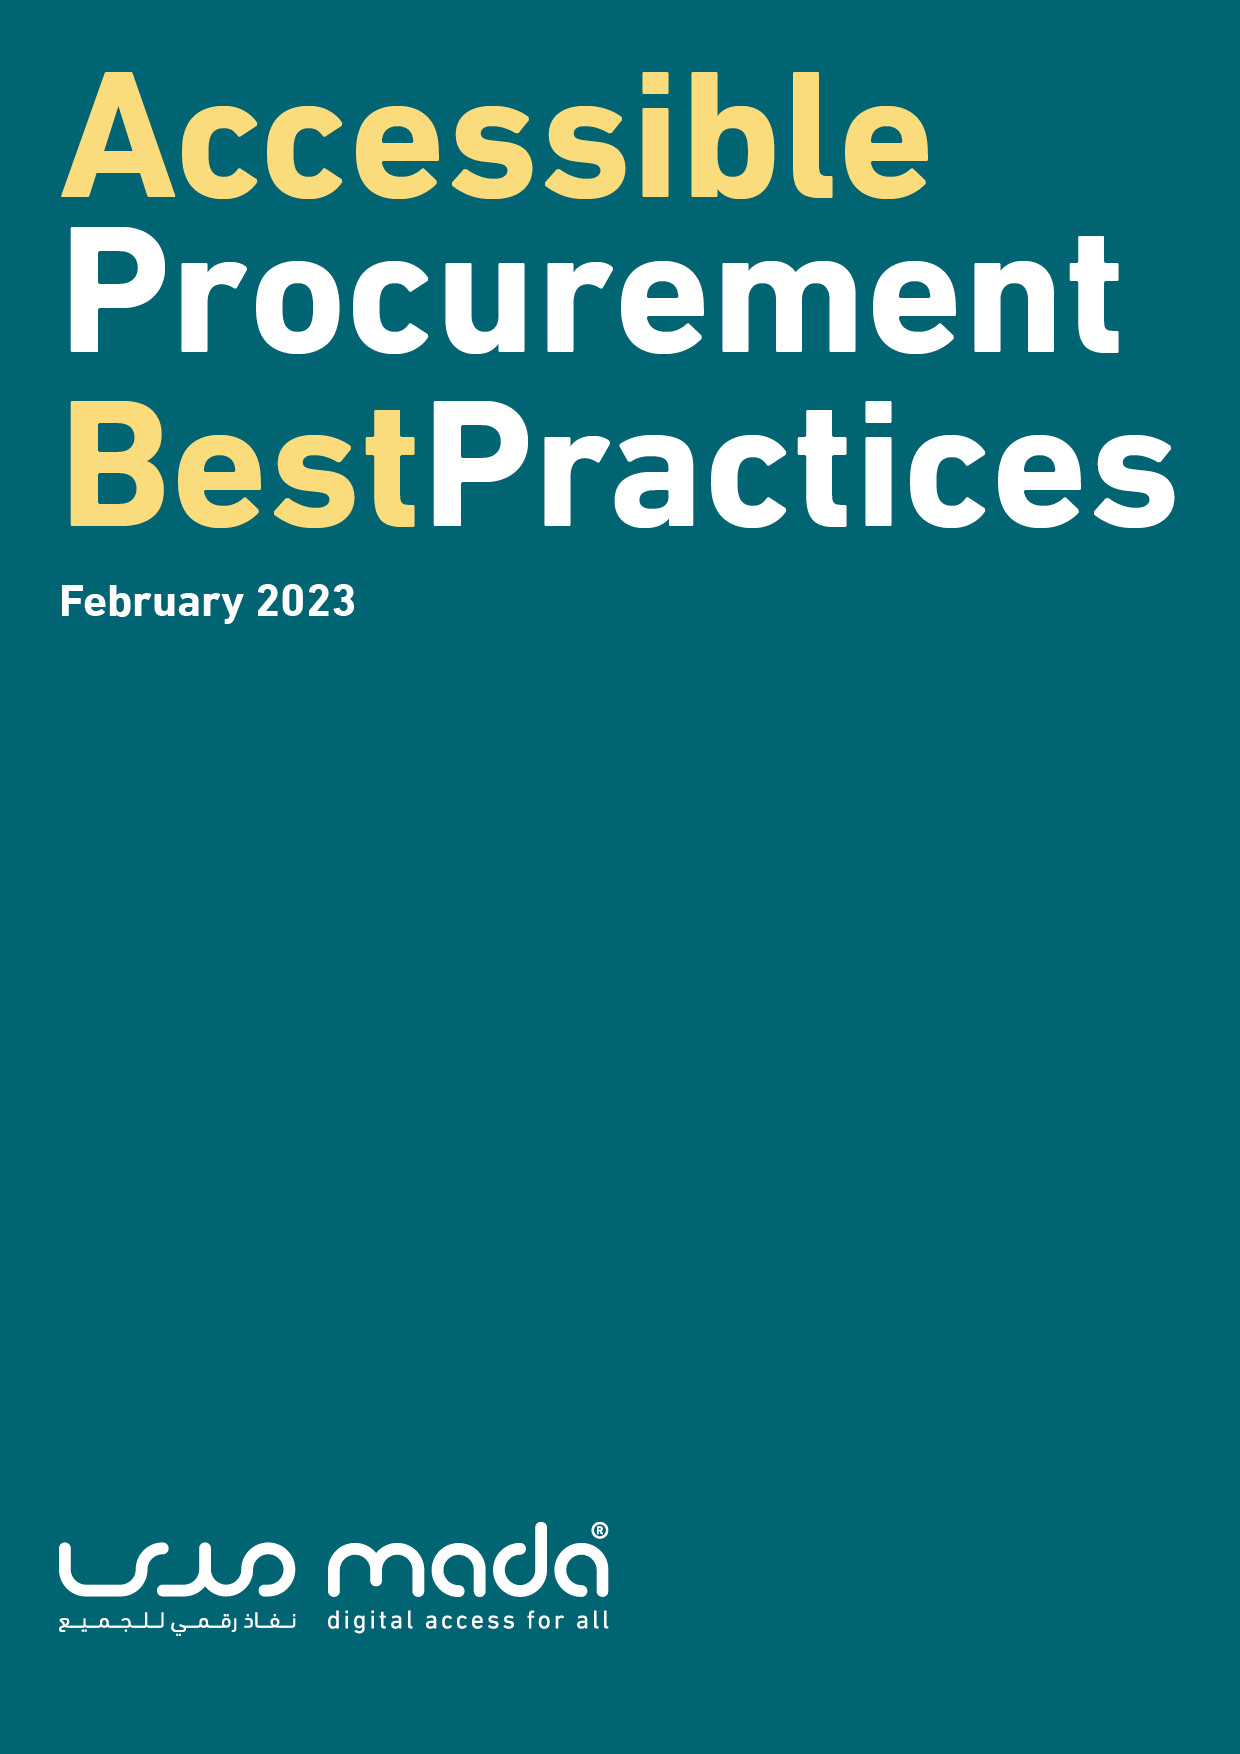 Accessible
Procurement
BestPractices
February 2023
مدى mada®
نفاذ رقمي للجميع digital access for all